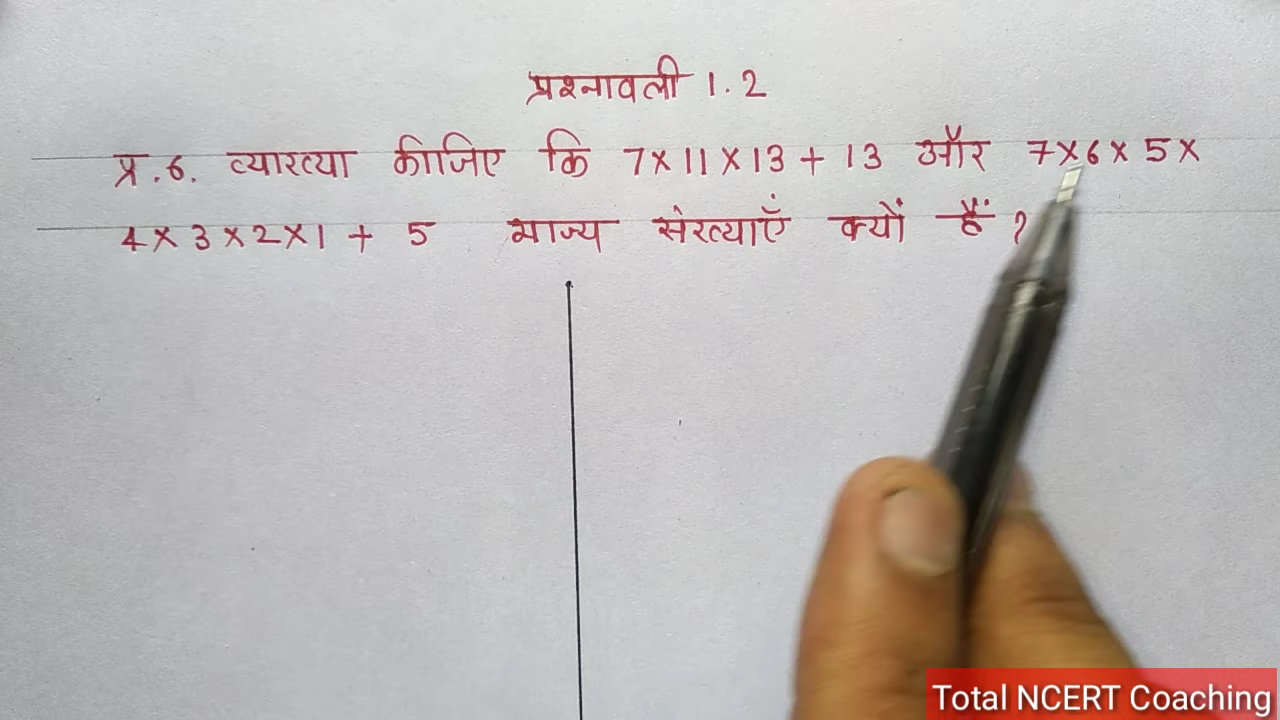 प्रश्नावली 1.2
प्र.6. व्याख्या कीजिए कि 7×11×13+13 और 7×6×5×
4×3×2×1+5 भाज्य संख्याएँ क्यों हैं?
Total NCERT Coaching